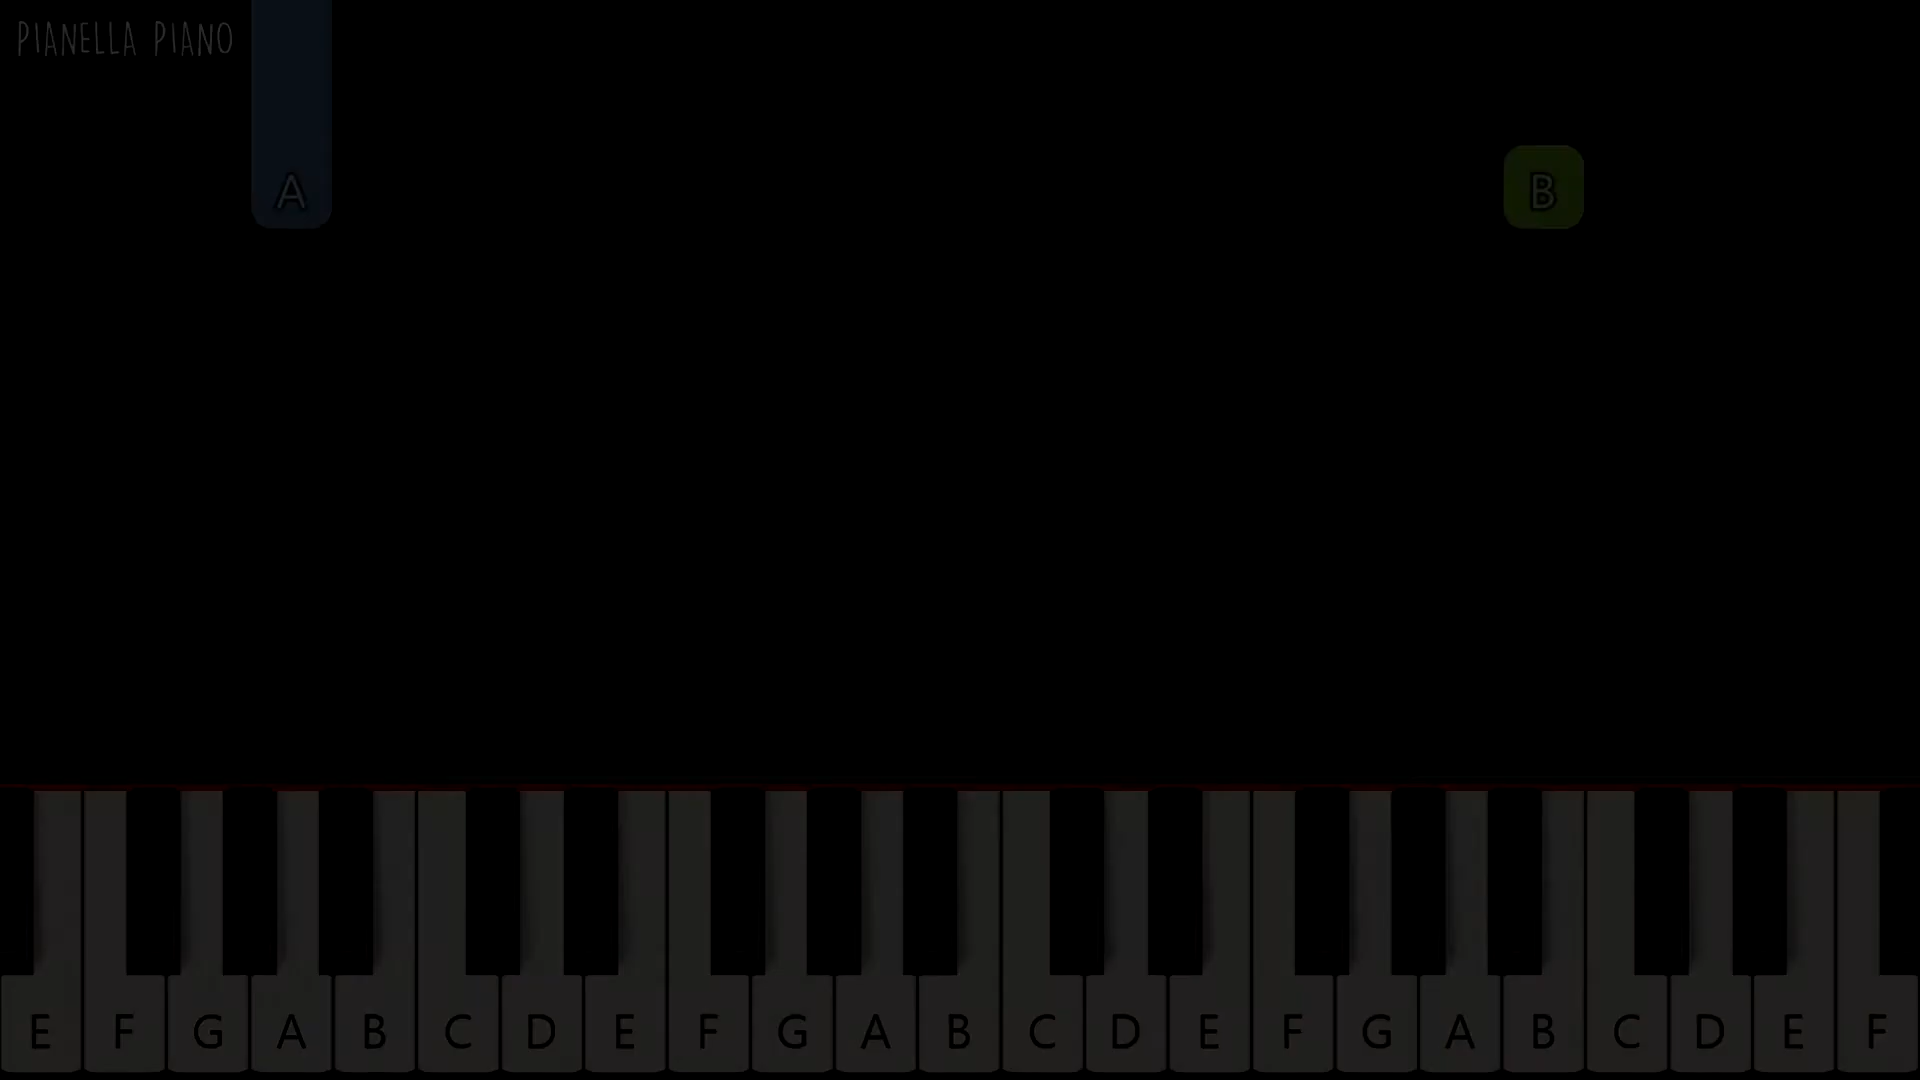 PIANELLA PIANO
A
B
E F G A B C D E F G A B C D E F G A B C D E F